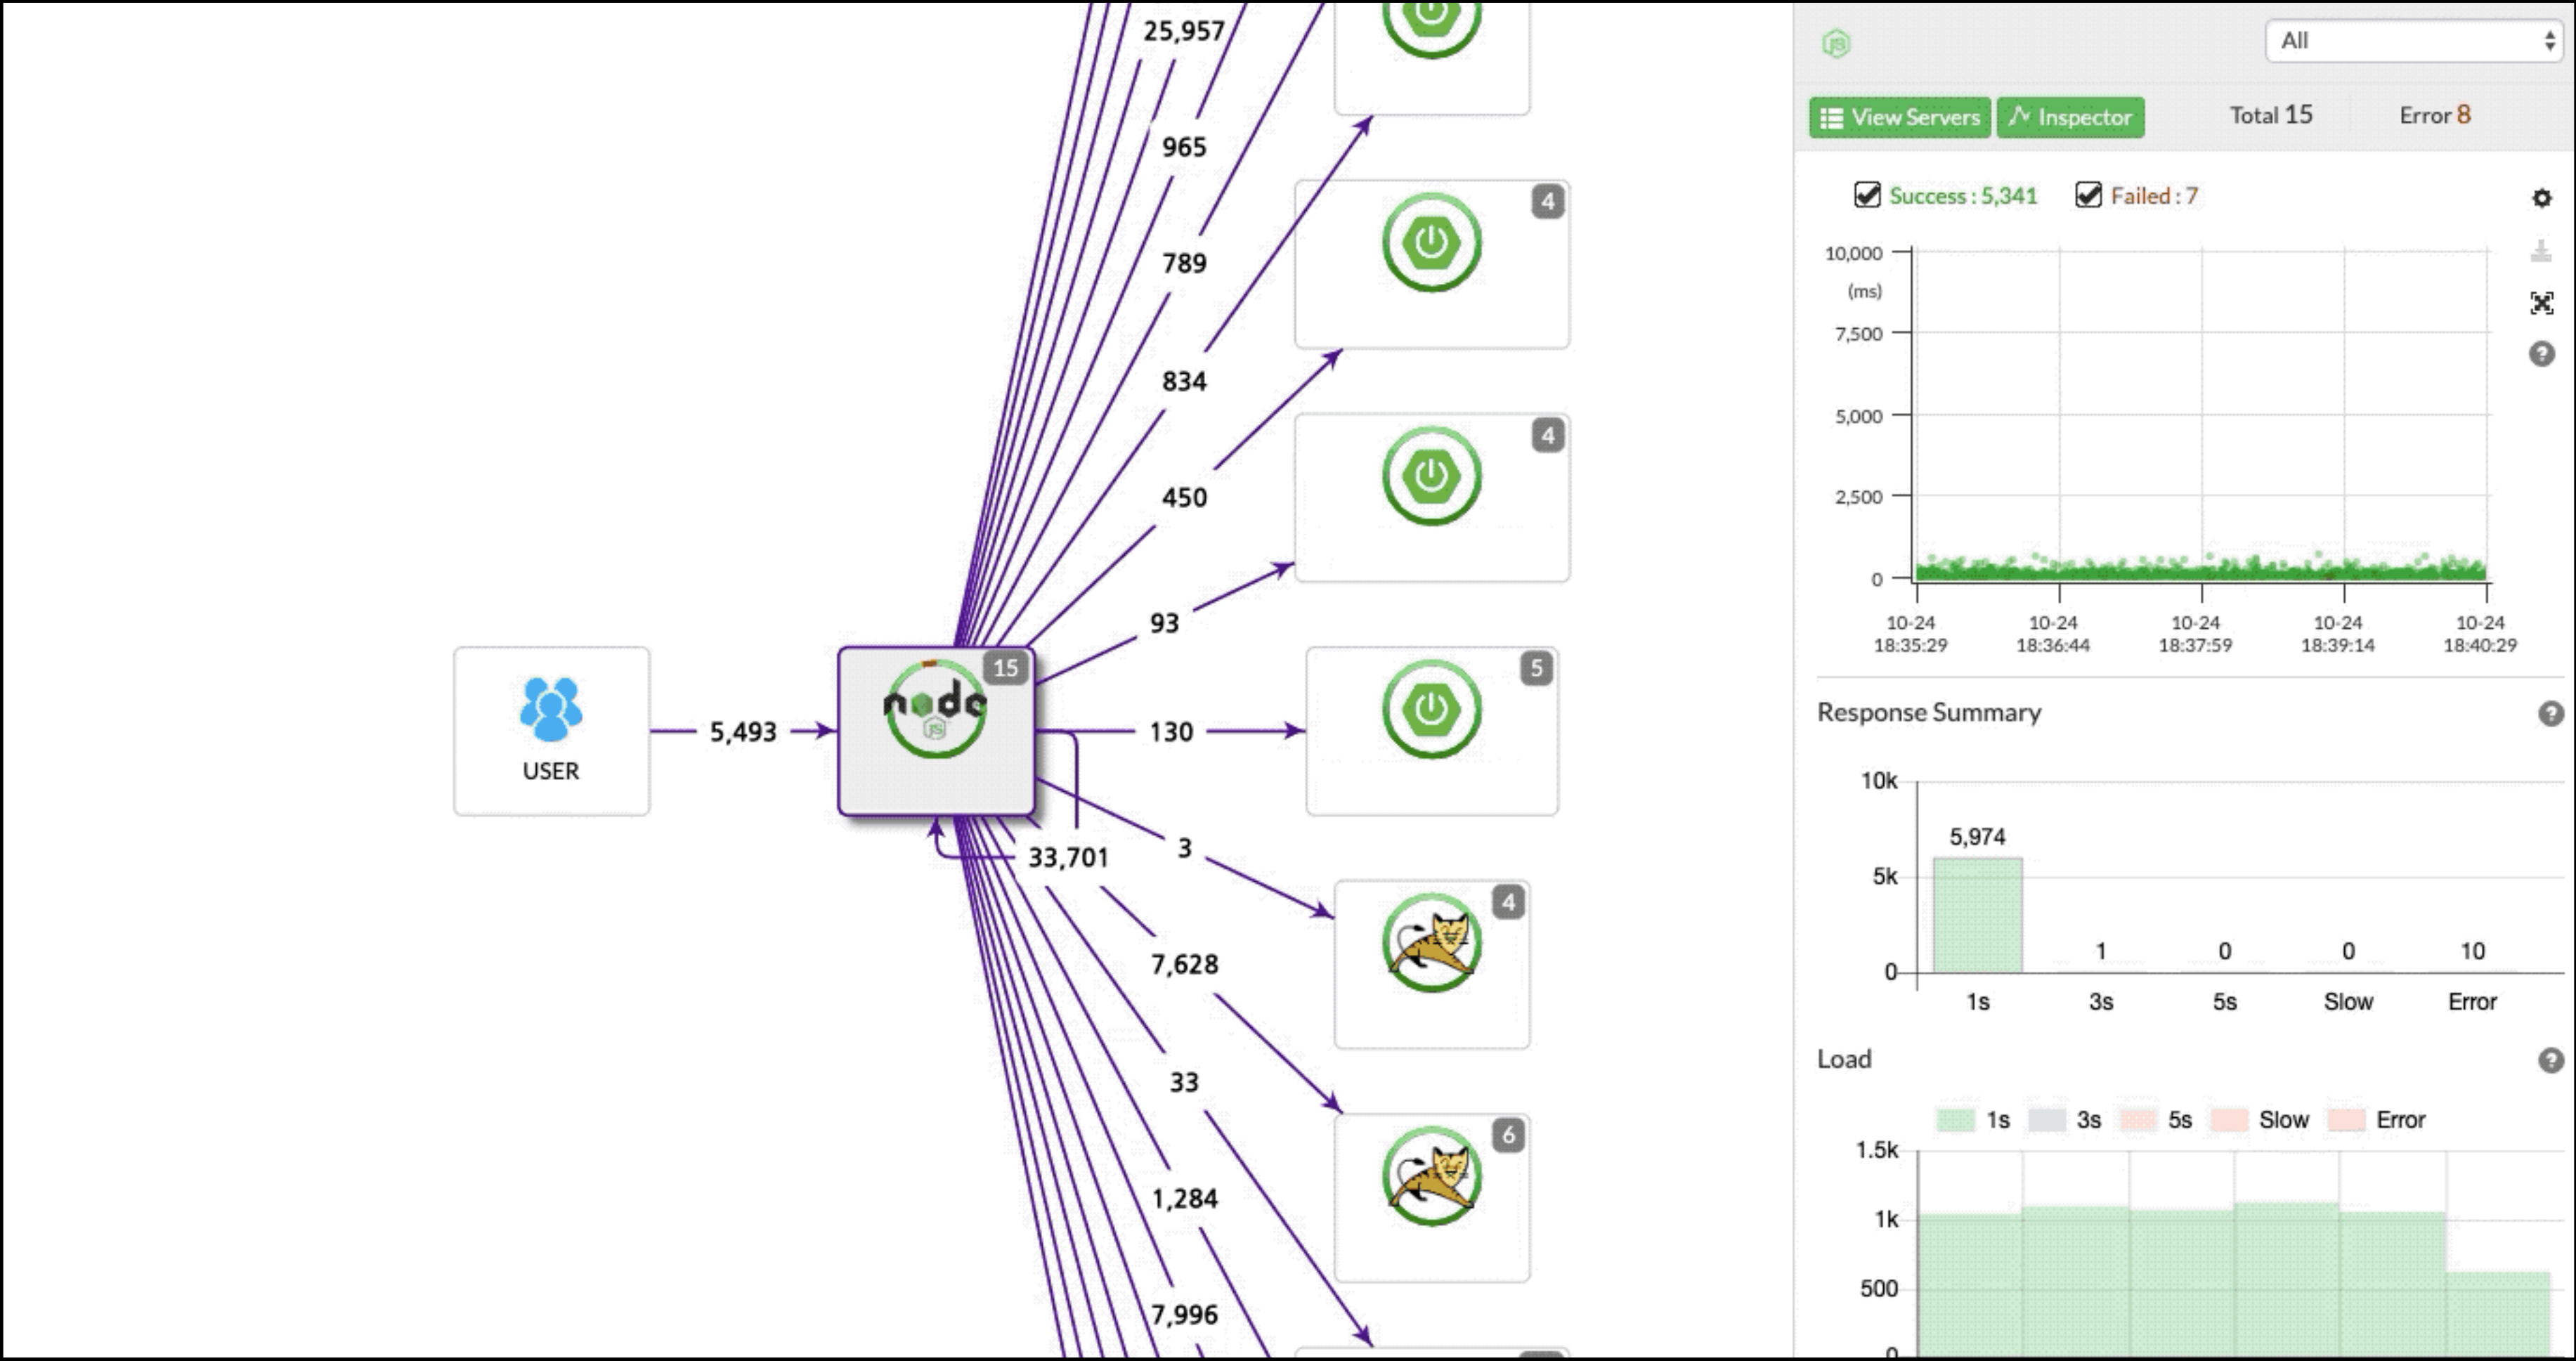 25,957
965
789
834
450
93
5,493
130
33,701
3
7,628
33
1,284
7,996
USER
15
node
JS
4
4
5
4
6
JS
All
View Servers
Inspector
Total 15
Error 8
Success : 5,341
Failed : 7
10,000
(ms)
7,500
5,000
2,500
0
10-24 10-24 10-24 10-24 10-24
18:35:29 18:36:44 18:37:59 18:39:14 18:40:29
?
Response Summary
?
10k
5k
0
5,974 1 0 0 10
1s 3s 5s Slow Error
Load
?
1s 3s 5s Slow Error
1.5k
1k
500
0